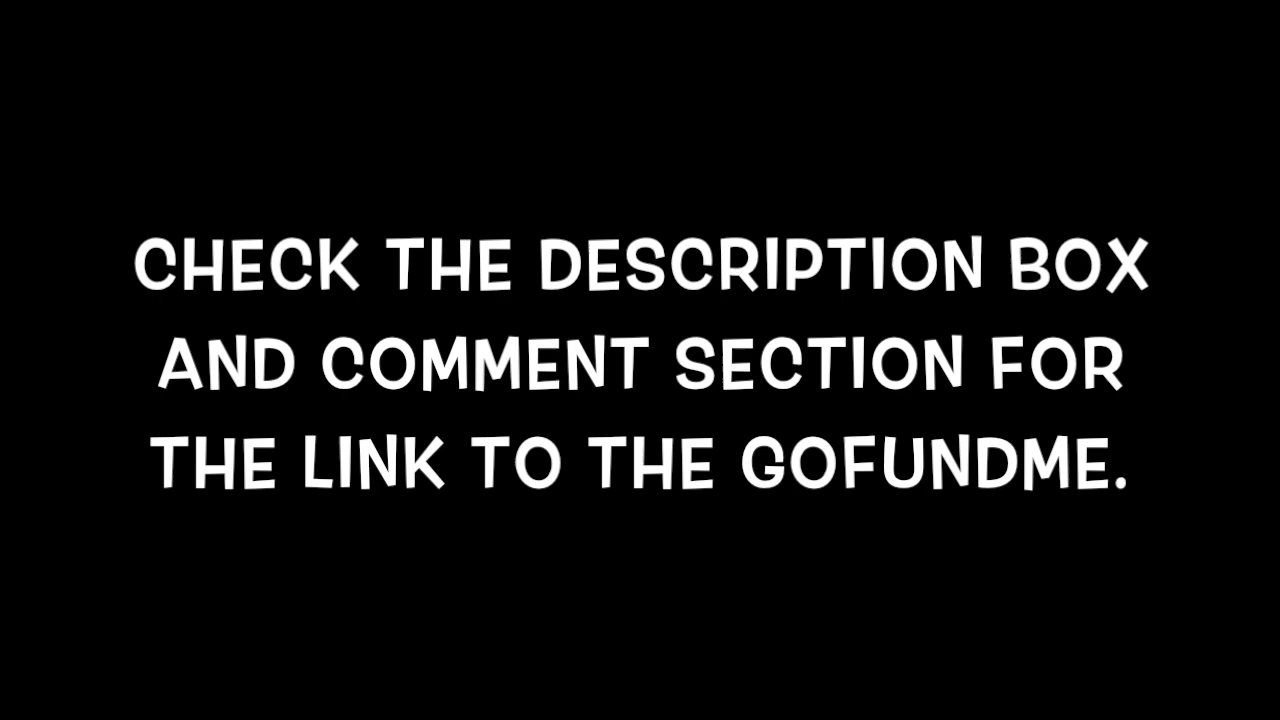 CHECK THE DESCRIPTION BOX
AND COMMENT SECTION FOR
THE LINK TO THE GOFUNDME.